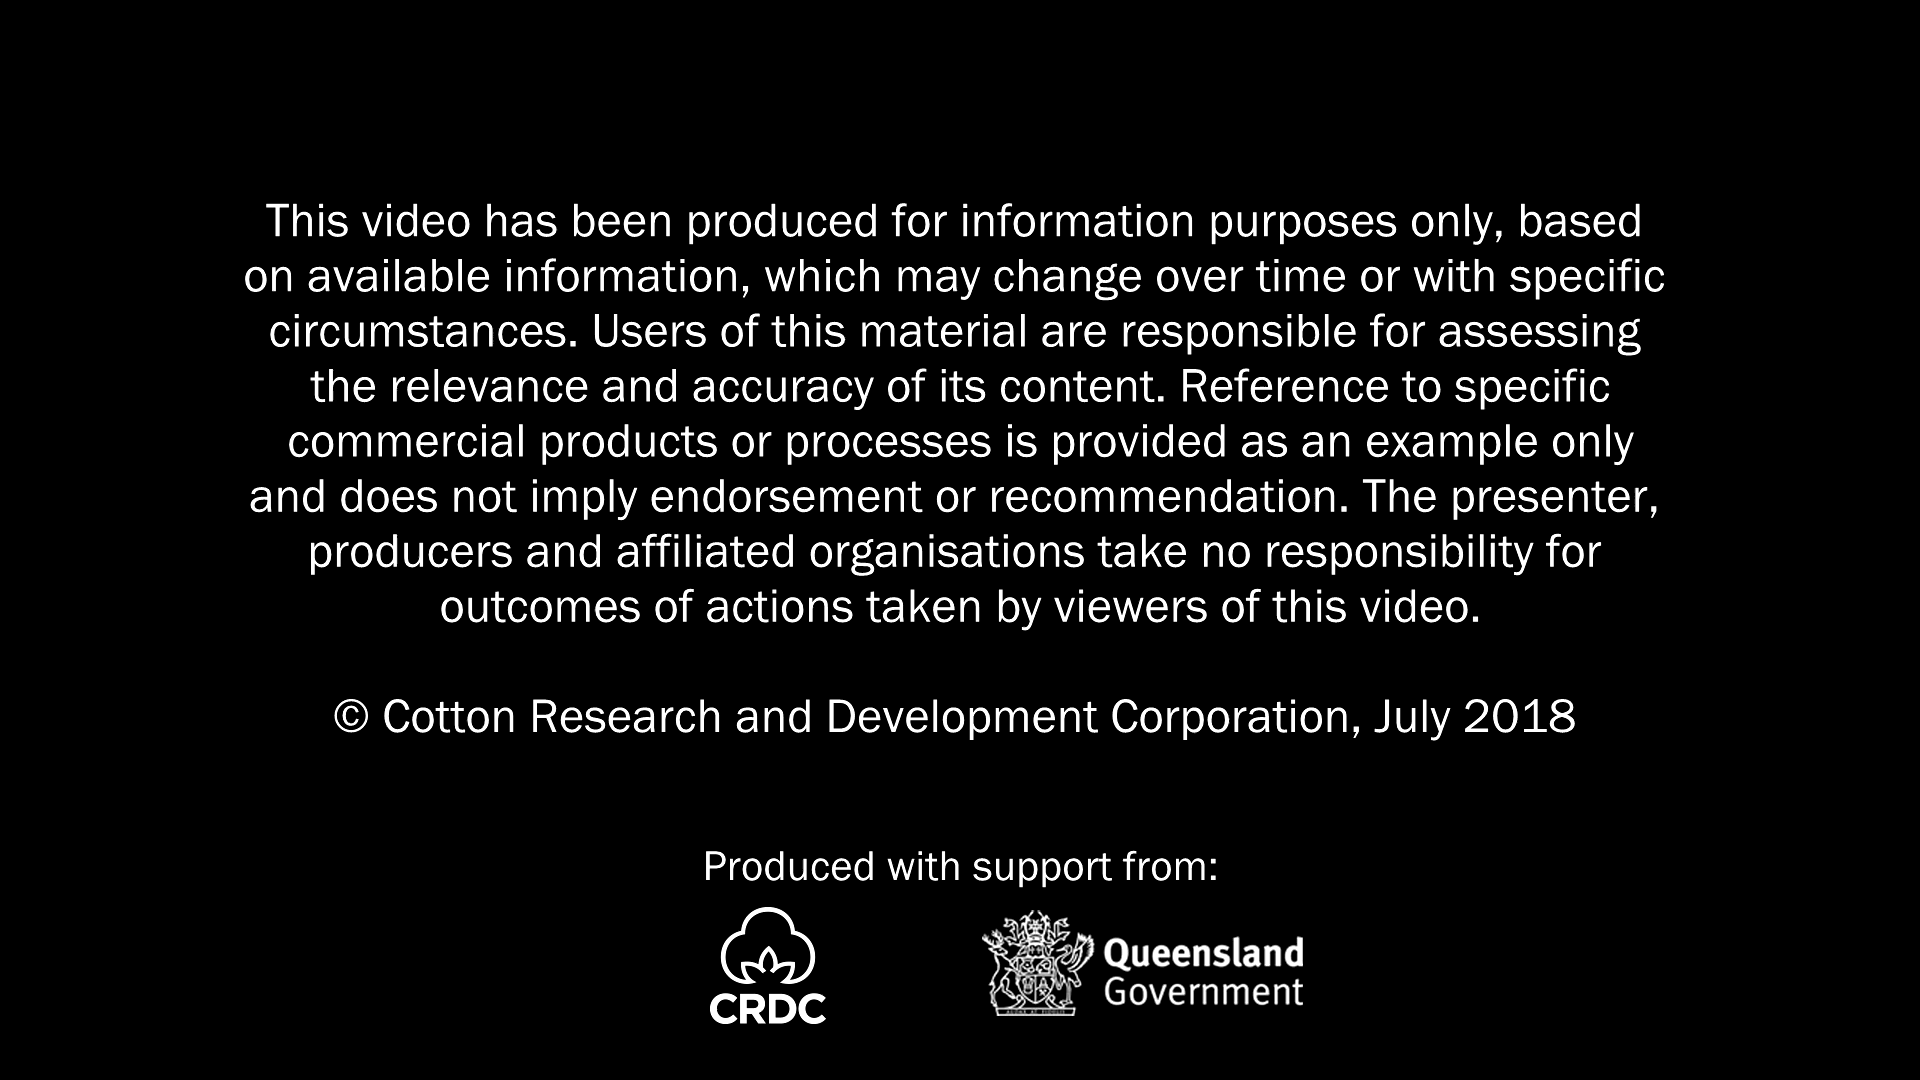 This video has been produced for information purposes only, based
on available information, which may change over time or with specific
circumstances. Users of this material are responsible for assessing
the relevance and accuracy of its content. Reference to specific
commercial products or processes is provided as an example only
and does not imply endorsement or recommendation. The presenter,
producers and affiliated organisations take no responsibility for
outcomes of actions taken by viewers of this video.
© Cotton Research and Development Corporation, July 2018
Produced with support from:
CRDC
Queensland
Government